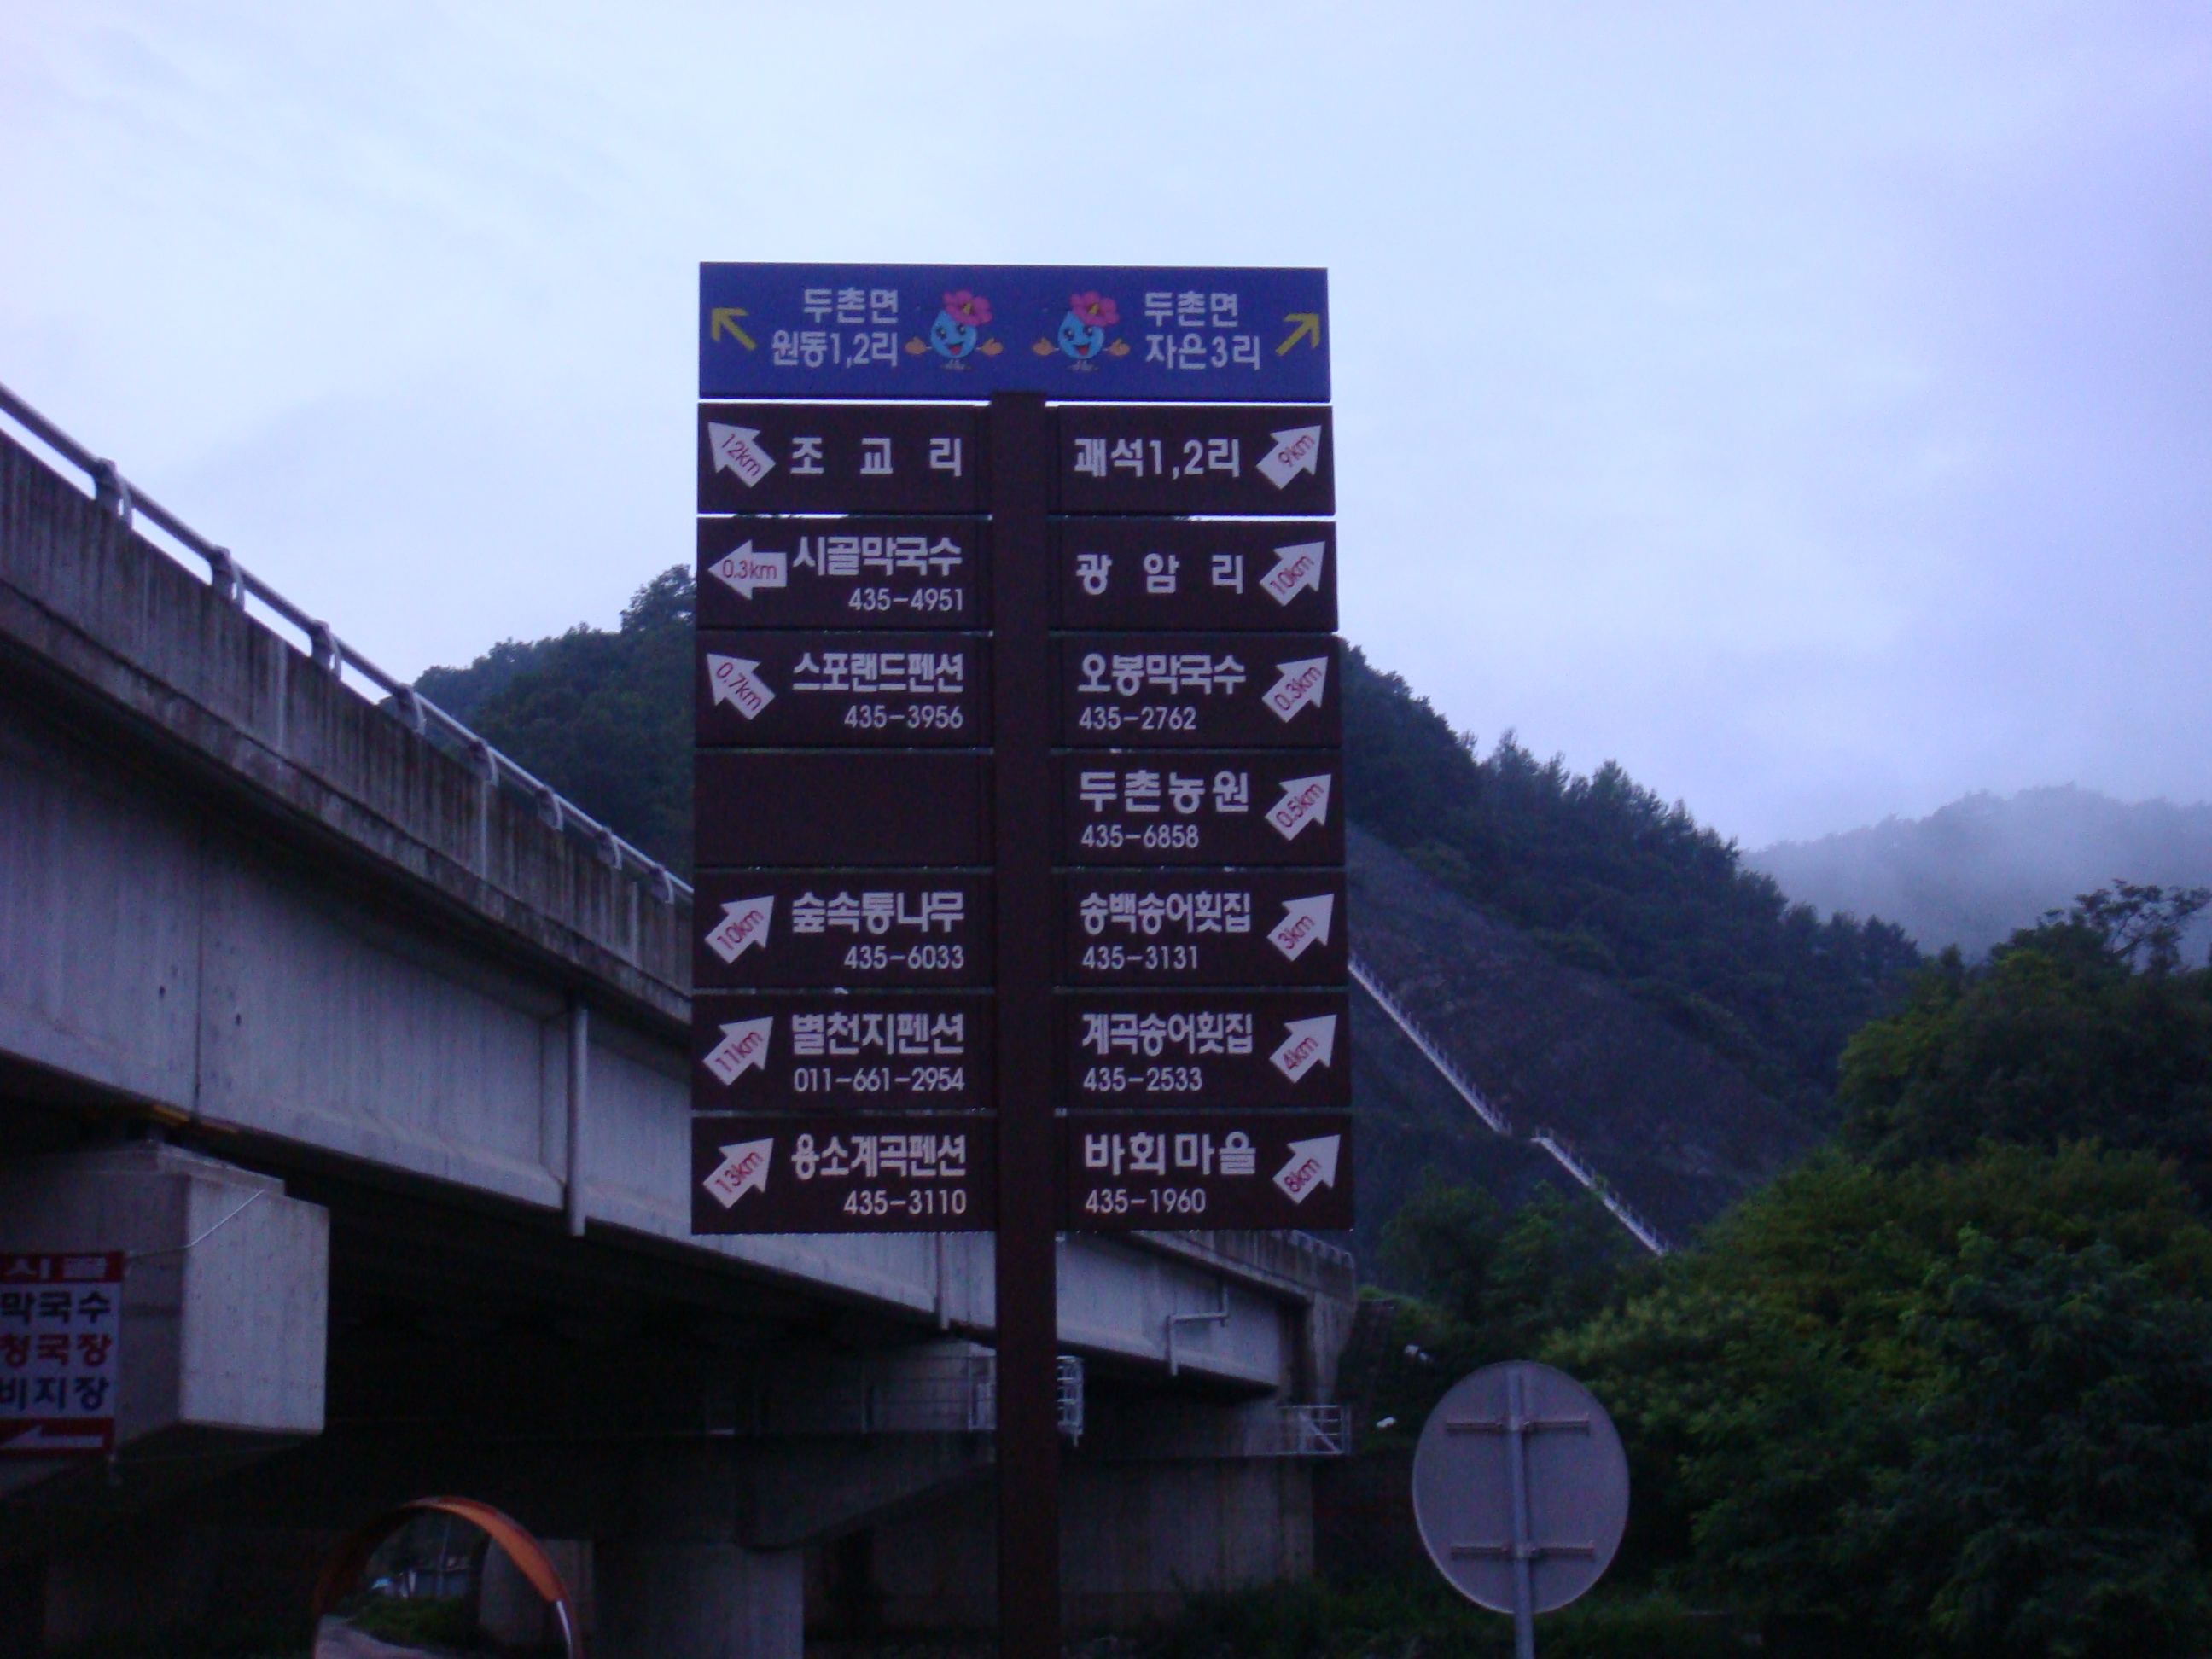 두촌면
원동1,2리
두촌면
자은3리
12km 조 교 리
괘석1,2리 9km
0.3km 시골막국수
435-4951
광 암 리 10km
0.7km 스포랜드펜션
435-3956
오봉막국수 0.3km
435-2762
두촌농원 0.5km
435-6858
10km 숲속통나무
435-6033
송백송어횟집 3km
435-3131
11km 별천지펜션
011-661-2954
계곡송어횟집 4km
435-2533
13km 용소계곡펜션
435-3110
바회마을 8km
435-1960
시골
막국수
청국장
비지장